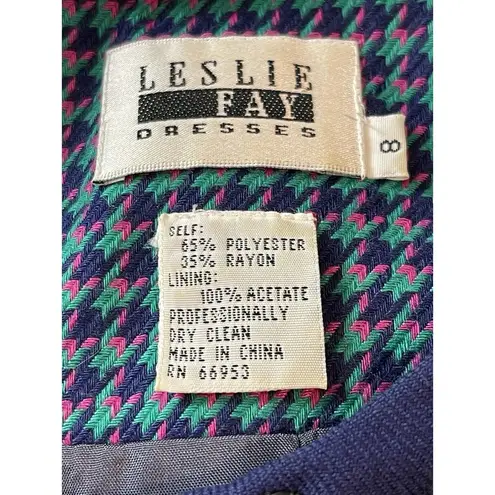 LESLIE
FAY
DRESSES
8
SELF:
65% POLYESTER
35% RAYON
LINING:
100% ACETATE
PROFESSIONALLY
DRY CLEAN
MADE IN CHINA
RN 66953